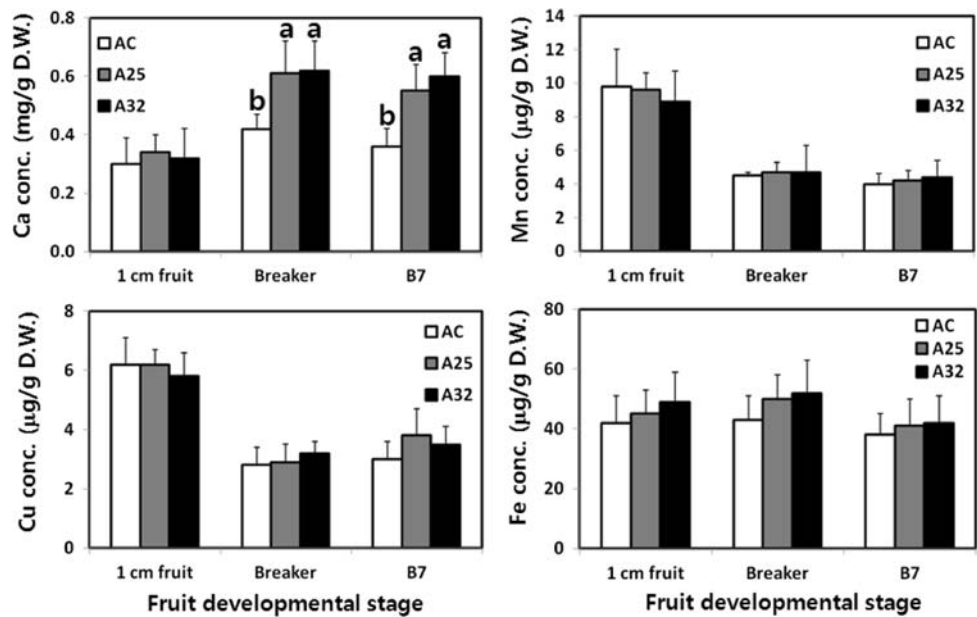 Ca conc. (mg/g D.W.)
0.8
0.6
0.4
0.2
0.0
AC
A25
A32
b
a
a
b
a
a
1 cm fruit Breaker B7
Mn conc. (µg/g D.W.)
14
12
10
8
6
4
2
0
AC
A25
A32
1 cm fruit Breaker B7
Cu conc. (µg/g D.W.)
8
6
4
2
0
AC
A25
A32
1 cm fruit Breaker B7
Fruit developmental stage
Fe conc. (µg/g D.W.)
80
60
40
20
0
AC
A25
A32
1 cm fruit Breaker B7
Fruit developmental stage